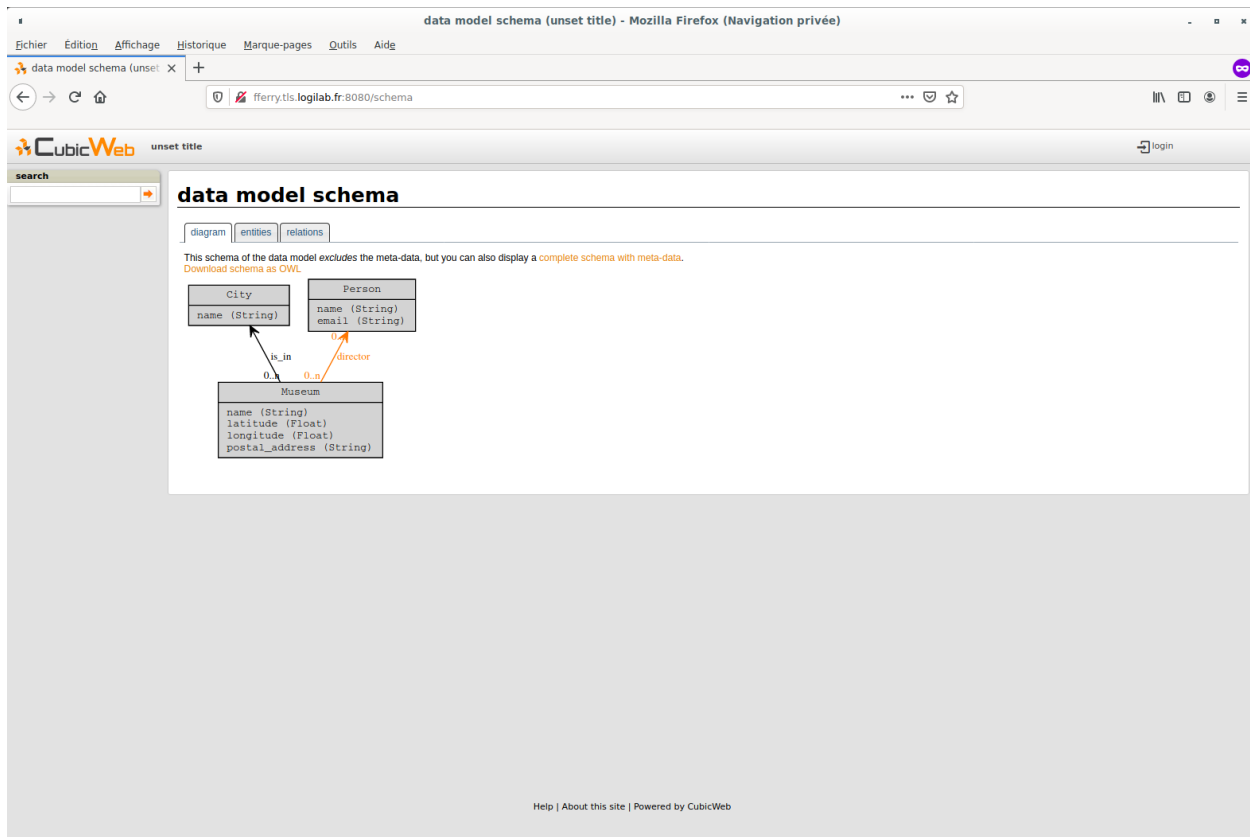 data model schema (unset title) - Mozilla Firefox (Navigation privée)
Fichier Édition Affichage Historique Marque-pages Outils Aide
data model schema (unset
fferry.tls.logilab.fr:8080/schema
CubicWeb unset title login
search
data model schema
diagram entities relations
This schema of the data model excludes the meta-data, but you can also display a complete schema with meta-data.
Download schema as OWL
City
name (String)
Person
name (String)
email (String)
is_in
director
0..n 0..n
Museum
name (String)
latitude (Float)
longitude (Float)
postal_address (String)
Help | About this site | Powered by CubicWeb